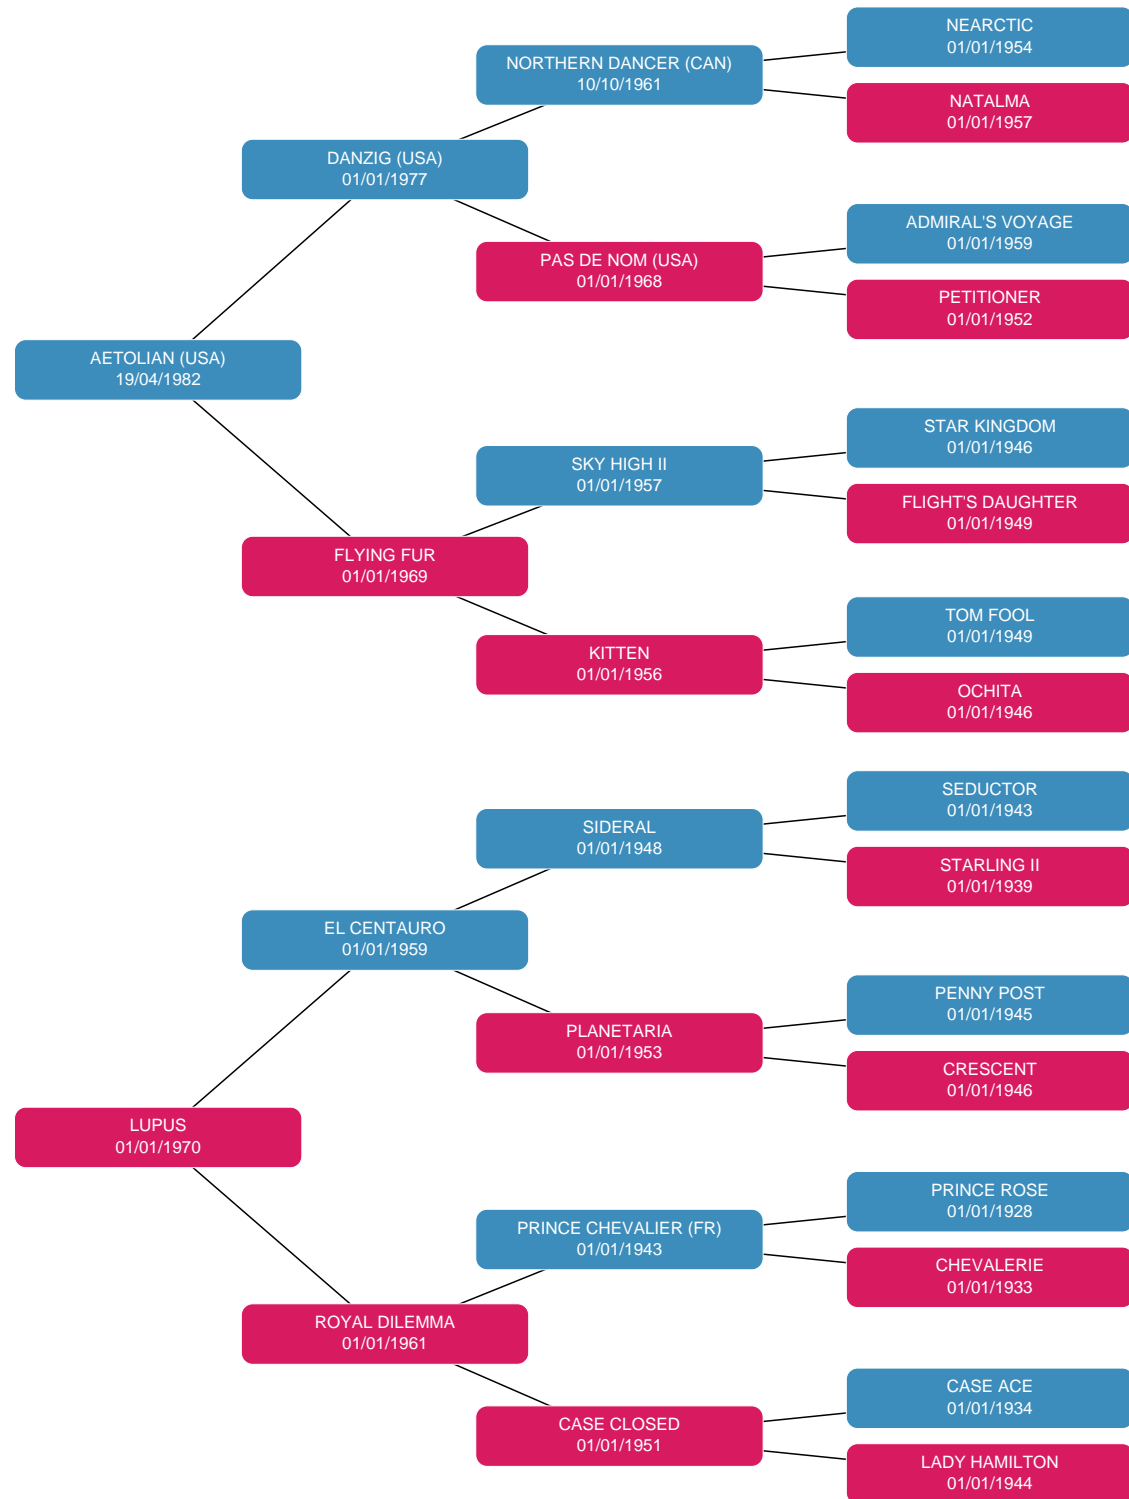 NEARCTIC
01/01/1954
NORTHERN DANCER (CAN)
10/10/1961
NATALMA
01/01/1957
DANZIG (USA)
01/01/1977
ADMIRAL'S VOYAGE
01/01/1959
PAS DE NOM (USA)
01/01/1968
PETITIONER
01/01/1952
AETOLIAN (USA)
19/04/1982
STAR KINGDOM
01/01/1946
SKY HIGH II
01/01/1957
FLIGHT'S DAUGHTER
01/01/1949
FLYING FUR
01/01/1969
TOM FOOL
01/01/1949
KITTEN
01/01/1956
OCHITA
01/01/1946
SEDUCTOR
01/01/1943
SIDERAL
01/01/1948
STARLING II
01/01/1939
EL CENTAURO
01/01/1959
PENNY POST
01/01/1945
PLANETARIA
01/01/1953
CRESCENT
01/01/1946
LUPUS
01/01/1970
PRINCE ROSE
01/01/1928
PRINCE CHEVALIER (FR)
01/01/1943
CHEVALERIE
01/01/1933
ROYAL DILEMMA
01/01/1961
CASE ACE
01/01/1934
CASE CLOSED
01/01/1951
LADY HAMILTON
01/01/1944